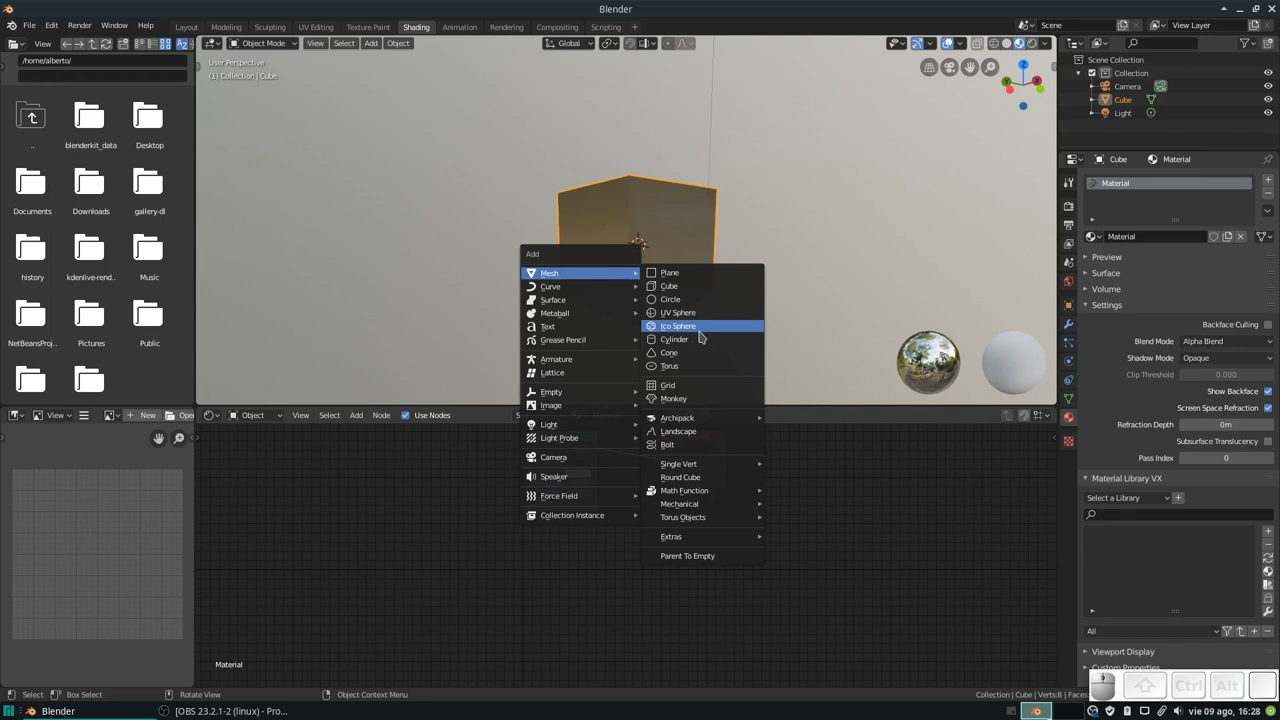 Blender
File Edit Render Window Help Layout Modeling Sculpting UV Editing Texture Paint Shading Animation Rendering Compositing Scripting Scene View Layer
View Object Mode View Select Add Object Global
/home/alberto/
User Perspective
(1) Collection | Cube
..
blenderkit_data
Desktop
Documents
Downloads
gallery-dl
history
kdenlive-render
Music
NetBeansProj...
Pictures
Public
Z
Y
X
Add
Mesh
Curve
Surface
Metaball
Text
Grease Pencil
Armature
Lattice
Empty
Image
Light
Light Probe
Camera
Speaker
Force Field
Collection Instance
Plane
Cube
Circle
UV Sphere
Ico Sphere
Cylinder
Cone
Torus
Grid
Monkey
Archipack
Landscape
Bolt
Single Vert
Round Cube
Math Function
Mechanical
Torus Objects
Extras
Parent To Empty
Scene Collection
Collection
Camera
Cube
Light
Cube Material
Material
Material
Preview
Surface
Volume
Settings
Backface Culling
Blend Mode Alpha Blend
Shadow Mode Opaque
Clip Threshold 0.000
Show Backface
Screen Space Refraction
Refraction Depth 0m
Subsurface Translucency
Pass Index 0
Material Library VX
Select a Library
All
Viewport Display
Custom Properties
View New Open
Object View Select Add Node Use Nodes
Material
Select Box Select Rotate View Object Context Menu Collection | Cube | Verts:8 | Faces
Ctrl Alt
Blender [OBS 23.2.1-2 (linux) - Pro... vie 09 ago, 16:28